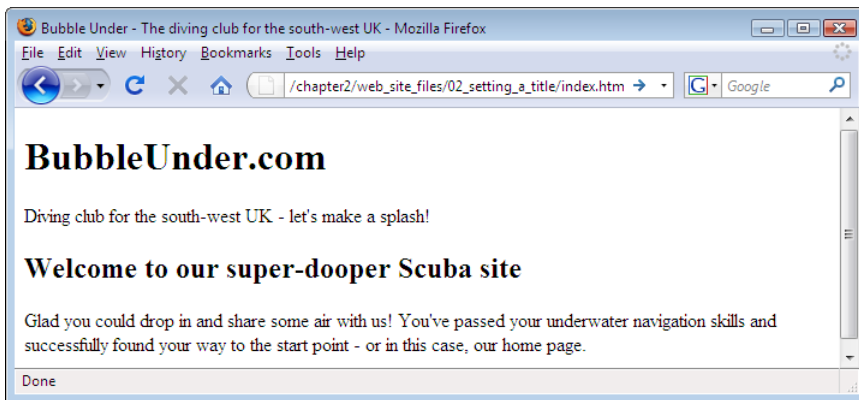 Bubble Under - The diving club for the south-west UK - Mozilla Firefox
File Edit View History Bookmarks Tools Help
/chapter2/web_site_files/02_setting_a_title/index.htm
G Google
BubbleUnder.com
Diving club for the south-west UK - let's make a splash!
Welcome to our super-dooper Scuba site
Glad you could drop in and share some air with us! You've passed your underwater navigation skills and
successfully found your way to the start point - or in this case, our home page.
Done